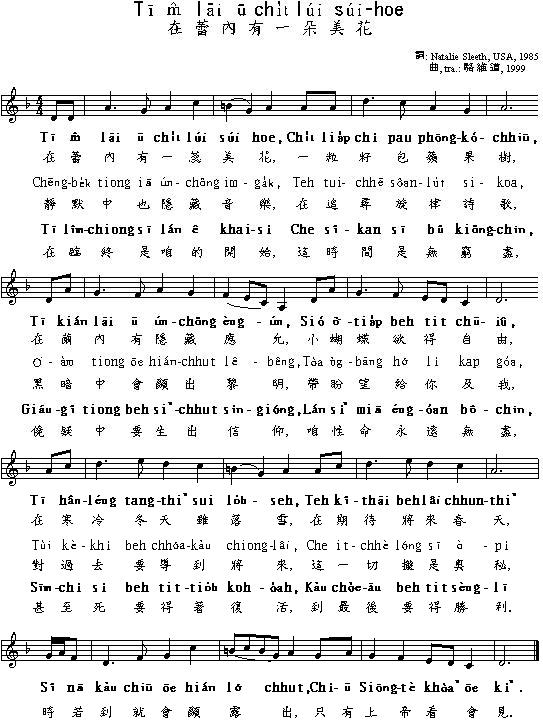 Tī m̂ lāi ū chi̍t lúi súi-hoe
在蕾內有一朵美花
詞: Natalie Sleeth, USA, 1985
曲, tra.: 駱維道, 1999
Tī m̂ lāi ū chi̍t lúi súi hoe, Chi̍t lia̍p chí pau phōng-kó-chhiū,
在蕾內有一蕊美花, 一粒籽包蘋果樹,
Chēng-be̍k tiong iā ún-chông im-ga̍k, Teh tui-chhē sôan-lu̍t si-koa,
靜默中也隱藏音樂, 在追尋旋律詩歌,
Tī lîm-chiong sī lán ê khai-sí Che sî-kan sī bû kiông-chīn,
在臨終是咱的開始, 這時間是無窮盡,
Tī kián lāi ū ún-chông èng-ún, Sió ô͘-tia̍p beh tit chū-iû,
在繭內有隱藏應允, 小蝴蝶欲得自由,
O͘-àm tiong ōe hián-chhut lê-bêng, Tòa ǹg-bāng hō͘ lí kap góa,
黑暗中會顯出黎明, 帶盼望給你及我,
Giâu-gî tiong beh siⁿ-chhut sìn-gióng, Lán sìⁿ miā éng-óan bô-chīn,
僥疑中要生出信仰, 咱性命永遠無盡,
Tī hân-léng tang-thiⁿ sui lo̍h-seh, Teh kî-thāi beh lâi chhun-thiⁿ
在寒冷冬天雖落雪, 在期待將來春天,
Tùi kè-khì beh chhóa-kàu chiong-lâi, Che it-chhè lóng sī ò-pì
對過去要導到將來, 這一切攏是奧秘,
Sīm-chì sí beh tit-tio̍h ko̍h-oa̍h, Kàu chòe-āu beh tit sèng-lī
甚至死要得著復活, 到最後要得勝利.
Sî nā kàu chiū ōe hián lō͘ chhut, Chí-ū Siōng-tè khòaⁿ ōe kìⁿ.
時若到就會顯露出, 只有上帝看會見.